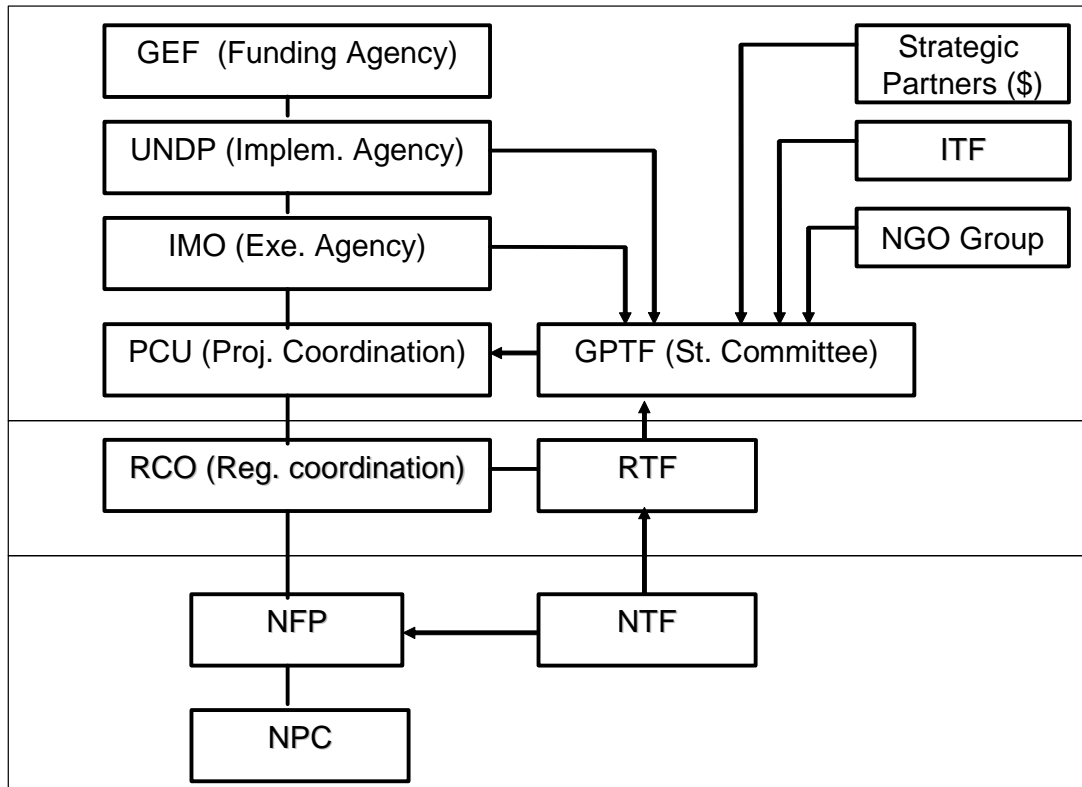 GEF  (Funding Agency)
Strategic
Partners ($)
UNDP (Implem. Agency)
ITF
IMO (Exe. Agency)
NGO Group
PCU (Proj. Coordination)
GPTF (St. Committee)
RCO (Reg. coordination)
RTF
NFP
NTF
NPC